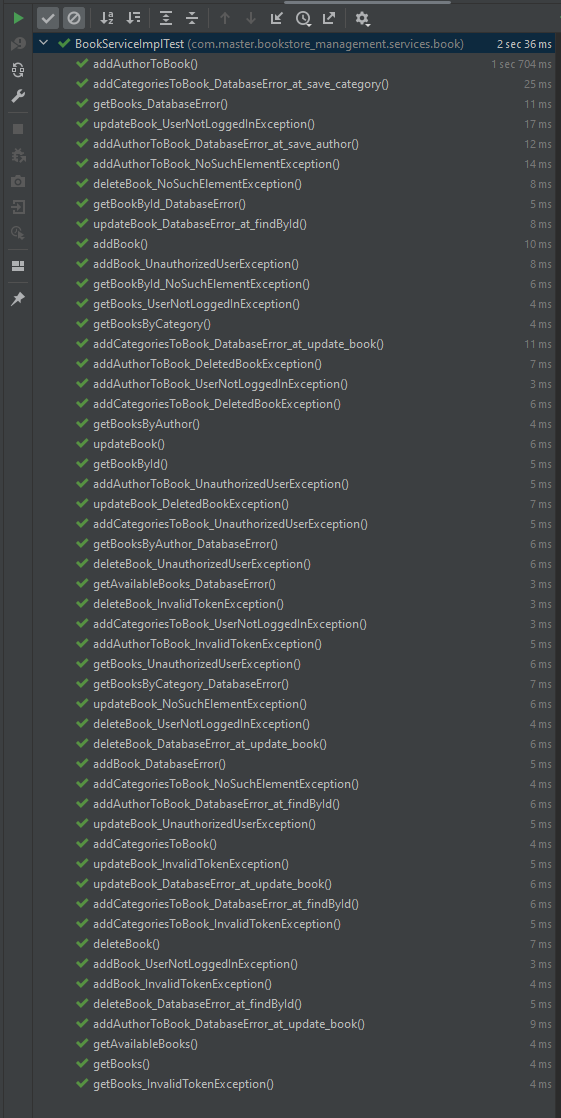 BookServiceImplTest (com.master.bookstore_management.services.book) 2 sec 36 ms
addAuthorToBook() 1 sec 704 ms
addCategoriesToBook_DatabaseError_at_save_category() 25 ms
getBooks_DatabaseError() 11 ms
updateBook_UserNotLoggedInException() 17 ms
addAuthorToBook_DatabaseError_at_save_author() 12 ms
addAuthorToBook_NoSuchElementException() 14 ms
deleteBook_NoSuchElementException() 8 ms
getBookById_DatabaseError() 5 ms
updateBook_DatabaseError_at_findById() 8 ms
addBook() 10 ms
addBook_UnauthorizedUserException() 8 ms
getBookById_NoSuchElementException() 6 ms
getBooks_UserNotLoggedInException() 4 ms
getBooksByCategory() 4 ms
addCategoriesToBook_DatabaseError_at_update_book() 11 ms
addAuthorToBook_DeletedBookException() 7 ms
addAuthorToBook_UserNotLoggedInException() 3 ms
addCategoriesToBook_DeletedBookException() 6 ms
getBooksByAuthor() 4 ms
updateBook() 6 ms
getBookById() 5 ms
addAuthorToBook_UnauthorizedUserException() 5 ms
updateBook_DeletedBookException() 7 ms
addCategoriesToBook_UnauthorizedUserException() 5 ms
getBooksByAuthor_DatabaseError() 6 ms
deleteBook_UnauthorizedUserException() 6 ms
getAvailableBooks_DatabaseError() 3 ms
deleteBook_InvalidTokenException() 3 ms
addCategoriesToBook_UserNotLoggedInException() 3 ms
addAuthorToBook_InvalidTokenException() 5 ms
getBooks_UnauthorizedUserException() 6 ms
getBooksByCategory_DatabaseError() 7 ms
updateBook_NoSuchElementException() 6 ms
deleteBook_UserNotLoggedInException() 4 ms
deleteBook_DatabaseError_at_update_book() 6 ms
addBook_DatabaseError() 5 ms
addCategoriesToBook_NoSuchElementException() 4 ms
addAuthorToBook_DatabaseError_at_findById() 6 ms
updateBook_UnauthorizedUserException() 5 ms
addCategoriesToBook() 4 ms
updateBook_InvalidTokenException() 5 ms
updateBook_DatabaseError_at_update_book() 6 ms
addCategoriesToBook_DatabaseError_at_findById() 6 ms
addCategoriesToBook_InvalidTokenException() 5 ms
deleteBook() 7 ms
addBook_UserNotLoggedInException() 3 ms
addBook_InvalidTokenException() 4 ms
deleteBook_DatabaseError_at_findById() 5 ms
addAuthorToBook_DatabaseError_at_update_book() 9 ms
getAvailableBooks() 4 ms
getBooks() 4 ms
getBooks_InvalidTokenException() 4 ms